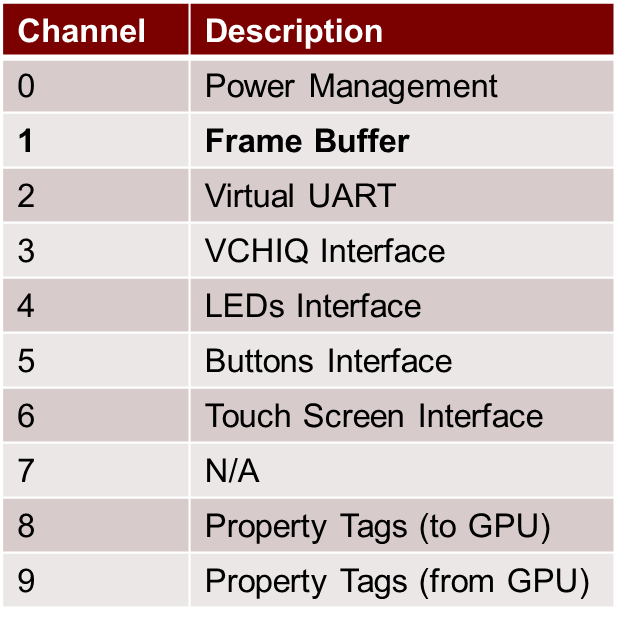 Channel Description
0 Power Management
1 Frame Buffer
2 Virtual UART
3 VCHIQ Interface
4 LEDs Interface
5 Buttons Interface
6 Touch Screen Interface
7 N/A
8 Property Tags (to GPU)
9 Property Tags (from GPU)